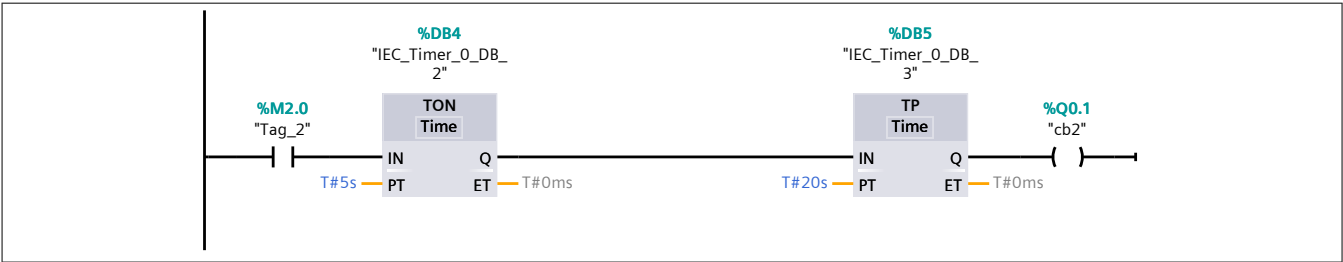 %DB4
"IEC_Timer_0_DB_
2"
%DB5
"IEC_Timer_0_DB_
3"
%M2.0
"Tag_2"
TON
Time
TP
Time
%Q0.1
"cb2"
IN Q
IN Q
T#5s PT ET T#0ms
T#20s PT ET T#0ms